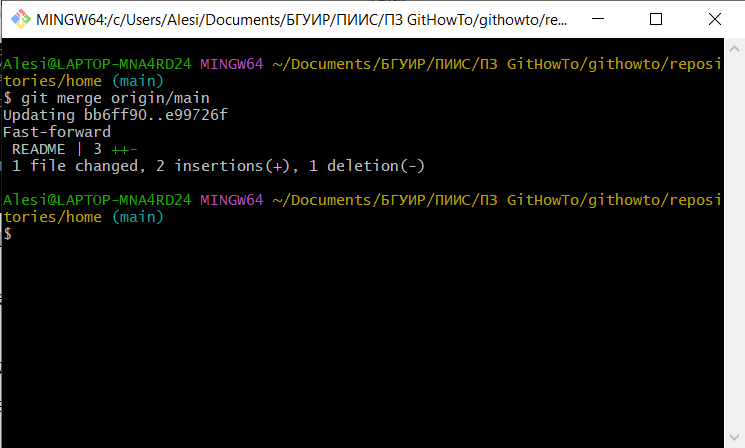 MINGW64:/c/Users/Alesi/Documents/БГУИР/ПИИС/ПЗ GitHowTo/githowto/re...
Alesi@LAPTOP-MNA4RD24 MINGW64 ~/Documents/БГУИР/ПИИС/ПЗ GitHowTo/githowto/reposi
tories/home (main)
$ git merge origin/main
Updating bb6ff90..e99726f
Fast-forward
 README | 3 ++-
 1 file changed, 2 insertions(+), 1 deletion(-)
Alesi@LAPTOP-MNA4RD24 MINGW64 ~/Documents/БГУИР/ПИИС/ПЗ GitHowTo/githowto/reposi
tories/home (main)
$